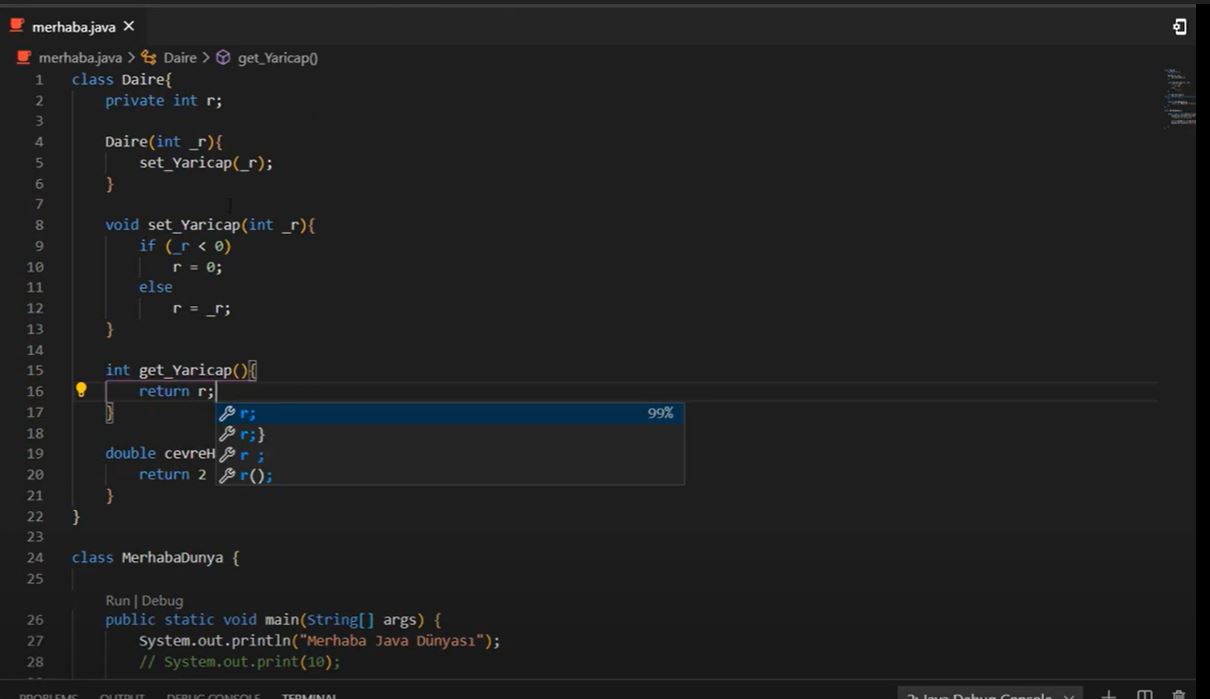 merhaba.java ×
merhaba.java > Daire > get_Yaricap()
1 class Daire{
2 private int r;
3
4 Daire(int _r){
5 set_Yaricap(_r);
6 }
7
8 void set_Yaricap(int _r){
9 if (_r < 0)
10 r = 0;
11 else
12 r = _r;
13 }
14
15 int get_Yaricap(){
16 return r;
17 }
r; 99%
r;}
18
19 double cevreH
r ;
20 return 2
r();
21 }
22 }
23
24 class MerhabaDunya {
25
Run | Debug
26 public static void main(String[] args) {
27 System.out.println("Merhaba Java Dünyası");
28 // System.out.print(10);
PROBLEMS OUTPUT DEBUG CONSOLE TERMINAL 2: Java Debug Console